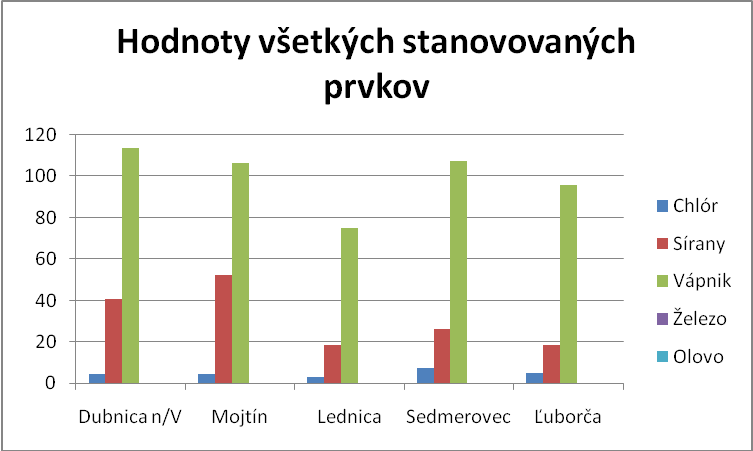 Hodnoty všetkých stanovovaných
prvkov
120
100
80
60
40
20
0
Dubnica n/V Mojtín Lednica Sedmerovec Ľuborča
Chlór
Sírany
Vápnik
Železo
Olovo